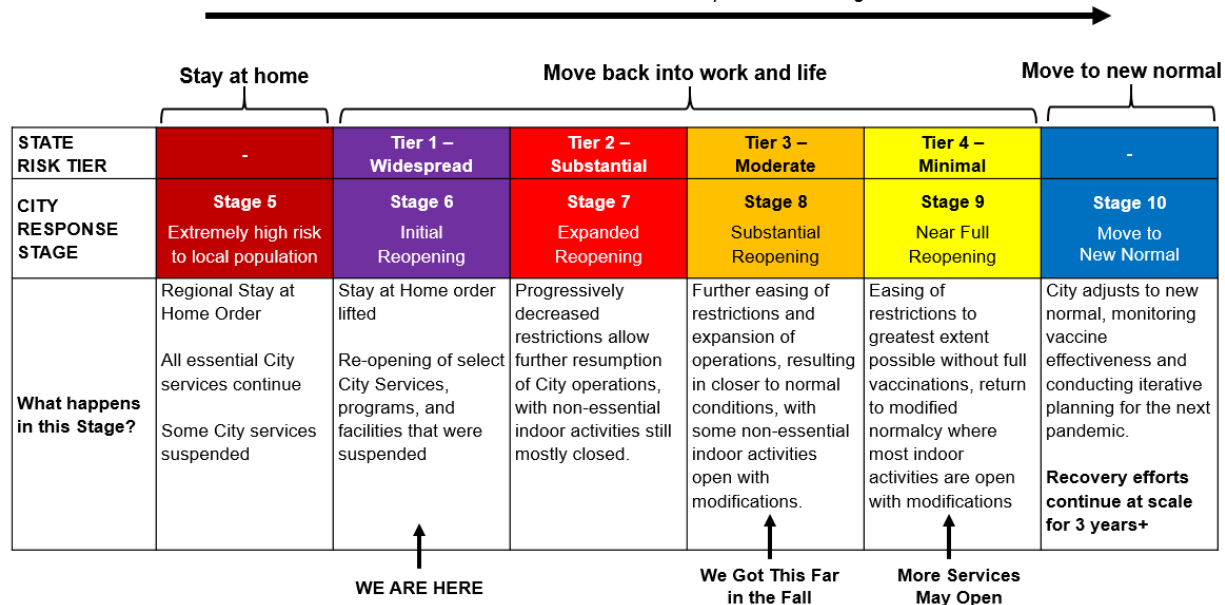 Stay at home
Move back into work and life
Move to new normal
STATE
RISK TIER
-
Tier 1 –
Widespread
Tier 2 –
Substantial
Tier 3 –
Moderate
Tier 4 –
Minimal
-
CITY
RESPONSE
STAGE
Stage 5
Extremely high risk
to local population
Stage 6
Initial
Reopening
Stage 7
Expanded
Reopening
Stage 8
Substantial
Reopening
Stage 9
Near Full
Reopening
Stage 10
Move to
New Normal
What happens
in this Stage?
Regional Stay at
Home Order
All essential City
services continue
Some City services
suspended
Stay at Home order
lifted
Re-opening of select
City Services,
programs, and
facilities that were
suspended
Progressively
decreased
restrictions allow
further resumption
of City operations,
with non-essential
indoor activities still
mostly closed.
Further easing of
restrictions and
expansion of
operations, resulting
in closer to normal
conditions, with
some non-essential
indoor activities
open with
modifications.
Easing of
restrictions to
greatest extent
possible without full
vaccinations, return
to modified
normalcy where
most indoor
activities are open
with modifications
City adjusts to new
normal, monitoring
vaccine
effectiveness and
conducting iterative
planning for the next
pandemic.
Recovery efforts
continue at scale
for 3 years+
WE ARE HERE
We Got This Far
in the Fall
More Services
May Open